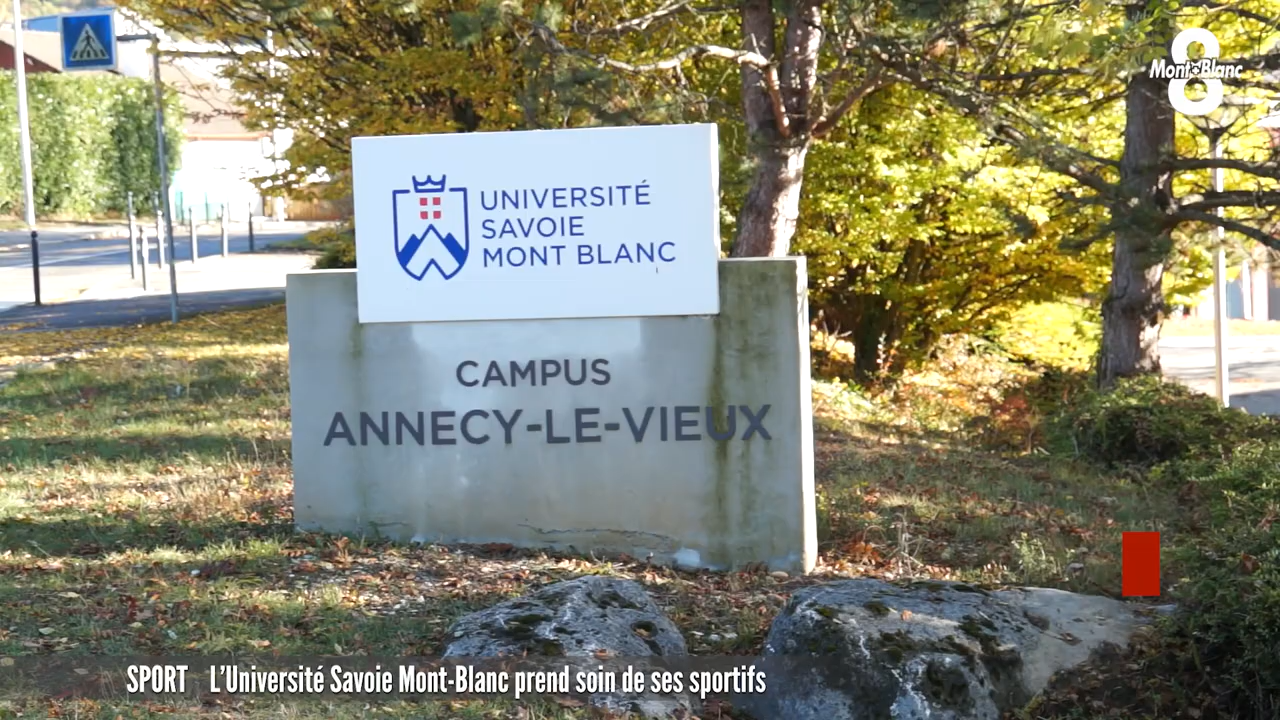 8
Mont Blanc
UNIVERSITÉ
SAVOIE
MONT BLANC
CAMPUS
ANNECY-LE-VIEUX
SPORT L'Université Savoie Mont-Blanc prend soin de ses sportifs